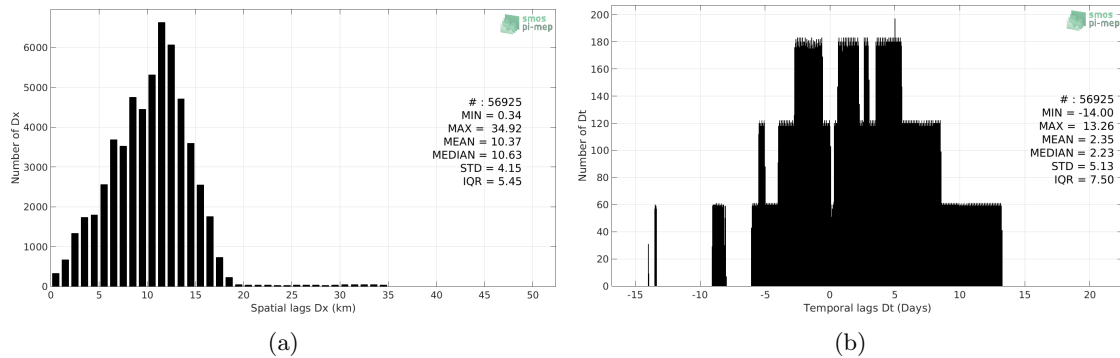 smos
pi-mep
6000
5000
4000
3000
2000
1000
0
Number of Dx
# : 56925
MIN = 0.34
MAX = 34.92
MEAN = 10.37
MEDIAN = 10.63
STD = 4.15
IQR = 5.45
0 5 10 15 20 25 30 35 40 45 50
Spatial lags Dx (km)
(a)
smos
pi-mep
200
180
160
140
120
100
80
60
40
20
0
Number of Dt
# : 56925
MIN = -14.00
MAX = 13.26
MEAN = 2.35
MEDIAN = 2.23
STD = 5.13
IQR = 7.50
-15 -10 -5 0 5 10 15 20
Temporal lags Dt (Days)
(b)